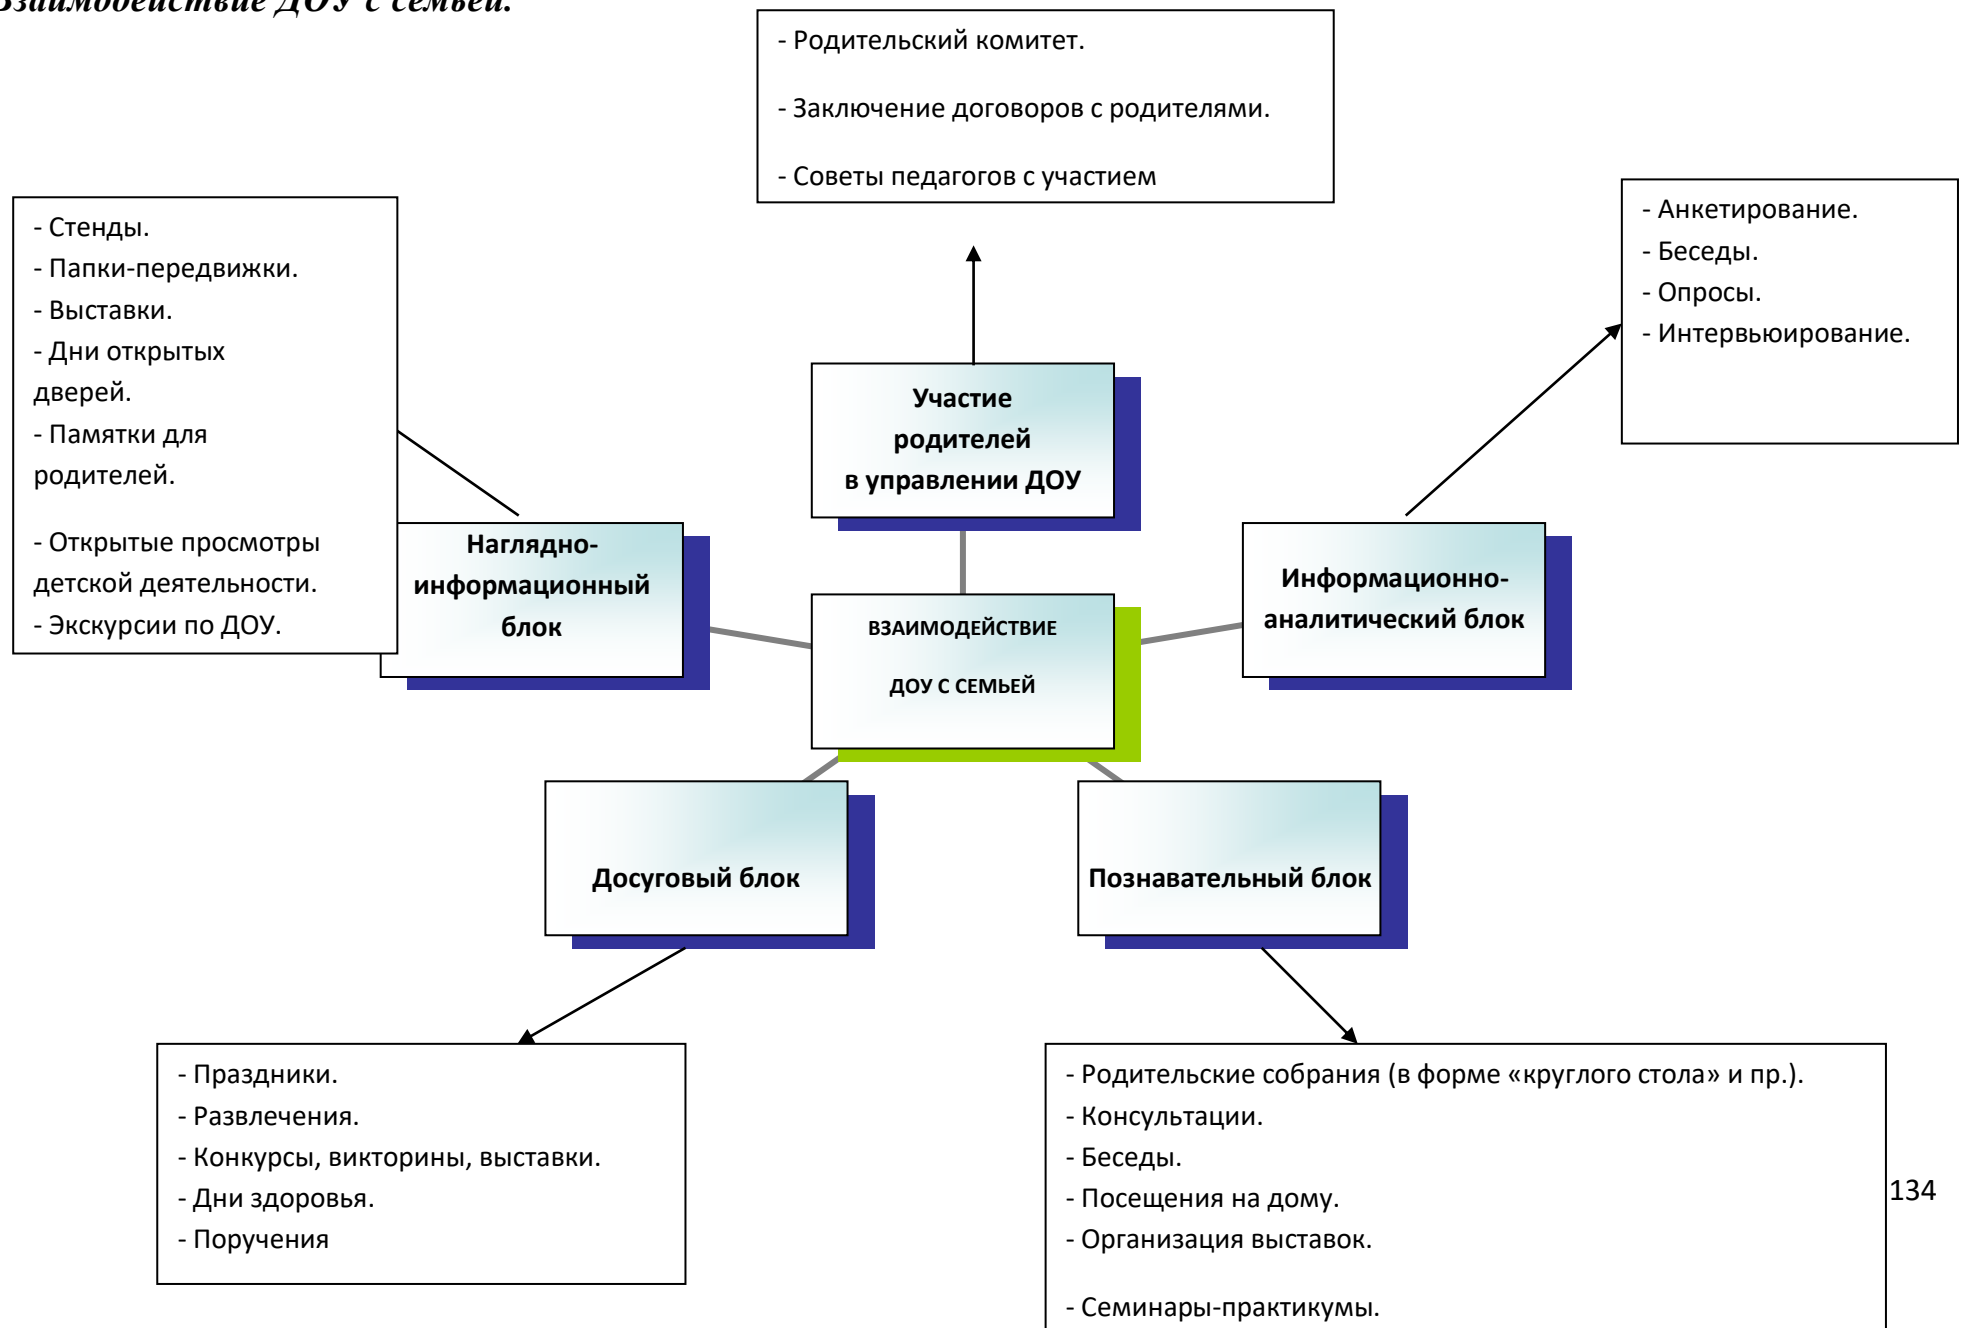 Взаимодействие ДОУ с семьей.
- Родительский комитет.
- Заключение договоров с родителями.
- Советы педагогов с участием
- Стенды.
- Папки-передвижки.
- Выставки.
- Дни открытых
дверей.
- Памятки для
родителей.
- Открытые просмотры
детской деятельности.
- Экскурсии по ДОУ.
- Анкетирование.
- Беседы.
- Опросы.
- Интервьюирование.
Участие
родителей
в управлении ДОУ
Наглядно-
информационный
блок
Информационно-
аналитический блок
ВЗАИМОДЕЙСТВИЕ
ДОУ С СЕМЬЕЙ
Досуговый блок
Познавательный блок
- Праздники.
- Развлечения.
- Конкурсы, викторины, выставки.
- Дни здоровья.
- Поручения
- Родительские собрания (в форме «круглого стола» и пр.).
- Консультации.
- Беседы.
- Посещения на дому.
- Организация выставок.
- Семинары-практикумы.
134